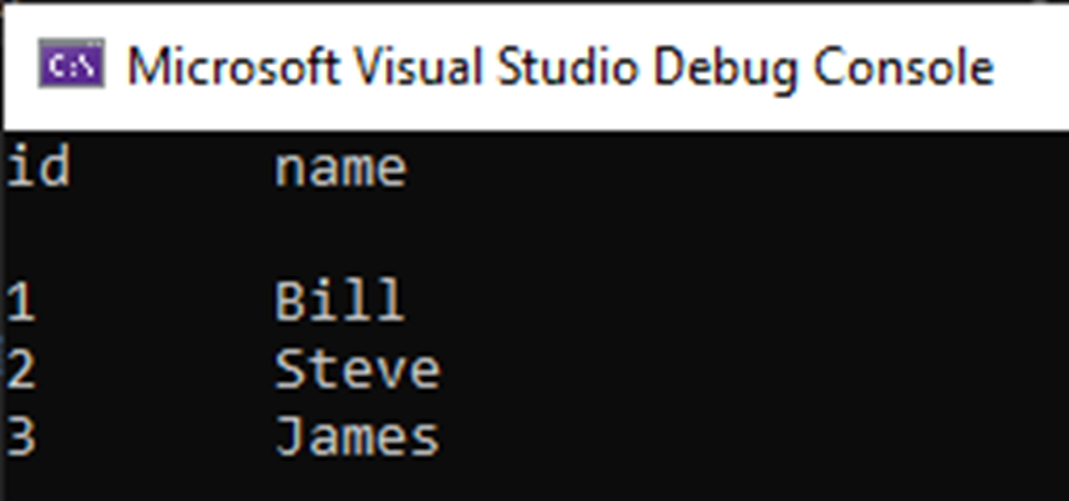 C:\ Microsoft Visual Studio Debug Console
id name
1 Bill
2 Steve
3 James